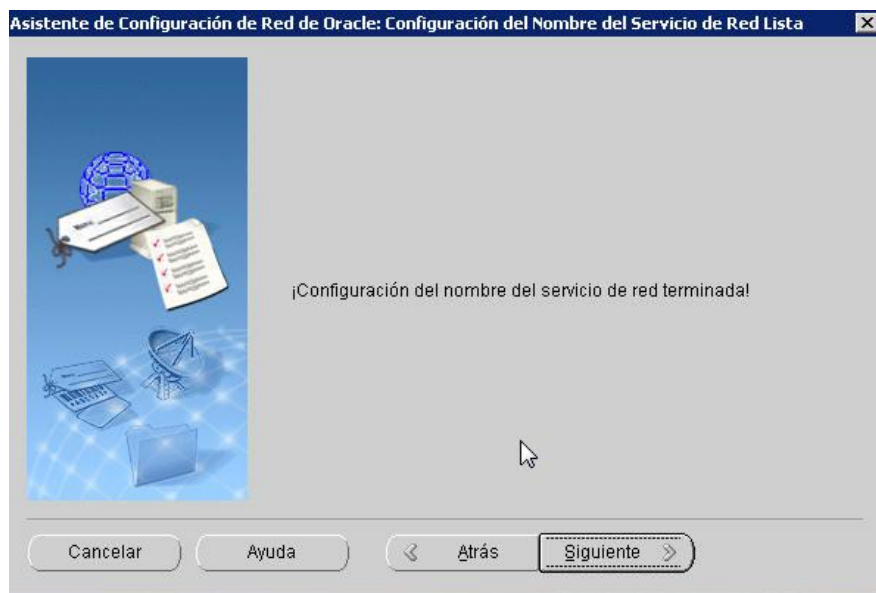 Asistente de Configuración de Red de Oracle: Configuración del Nombre del Servicio de Red Lista
¡Configuración del nombre del servicio de red terminada!
Cancelar
Ayuda
Atrás
Siguiente